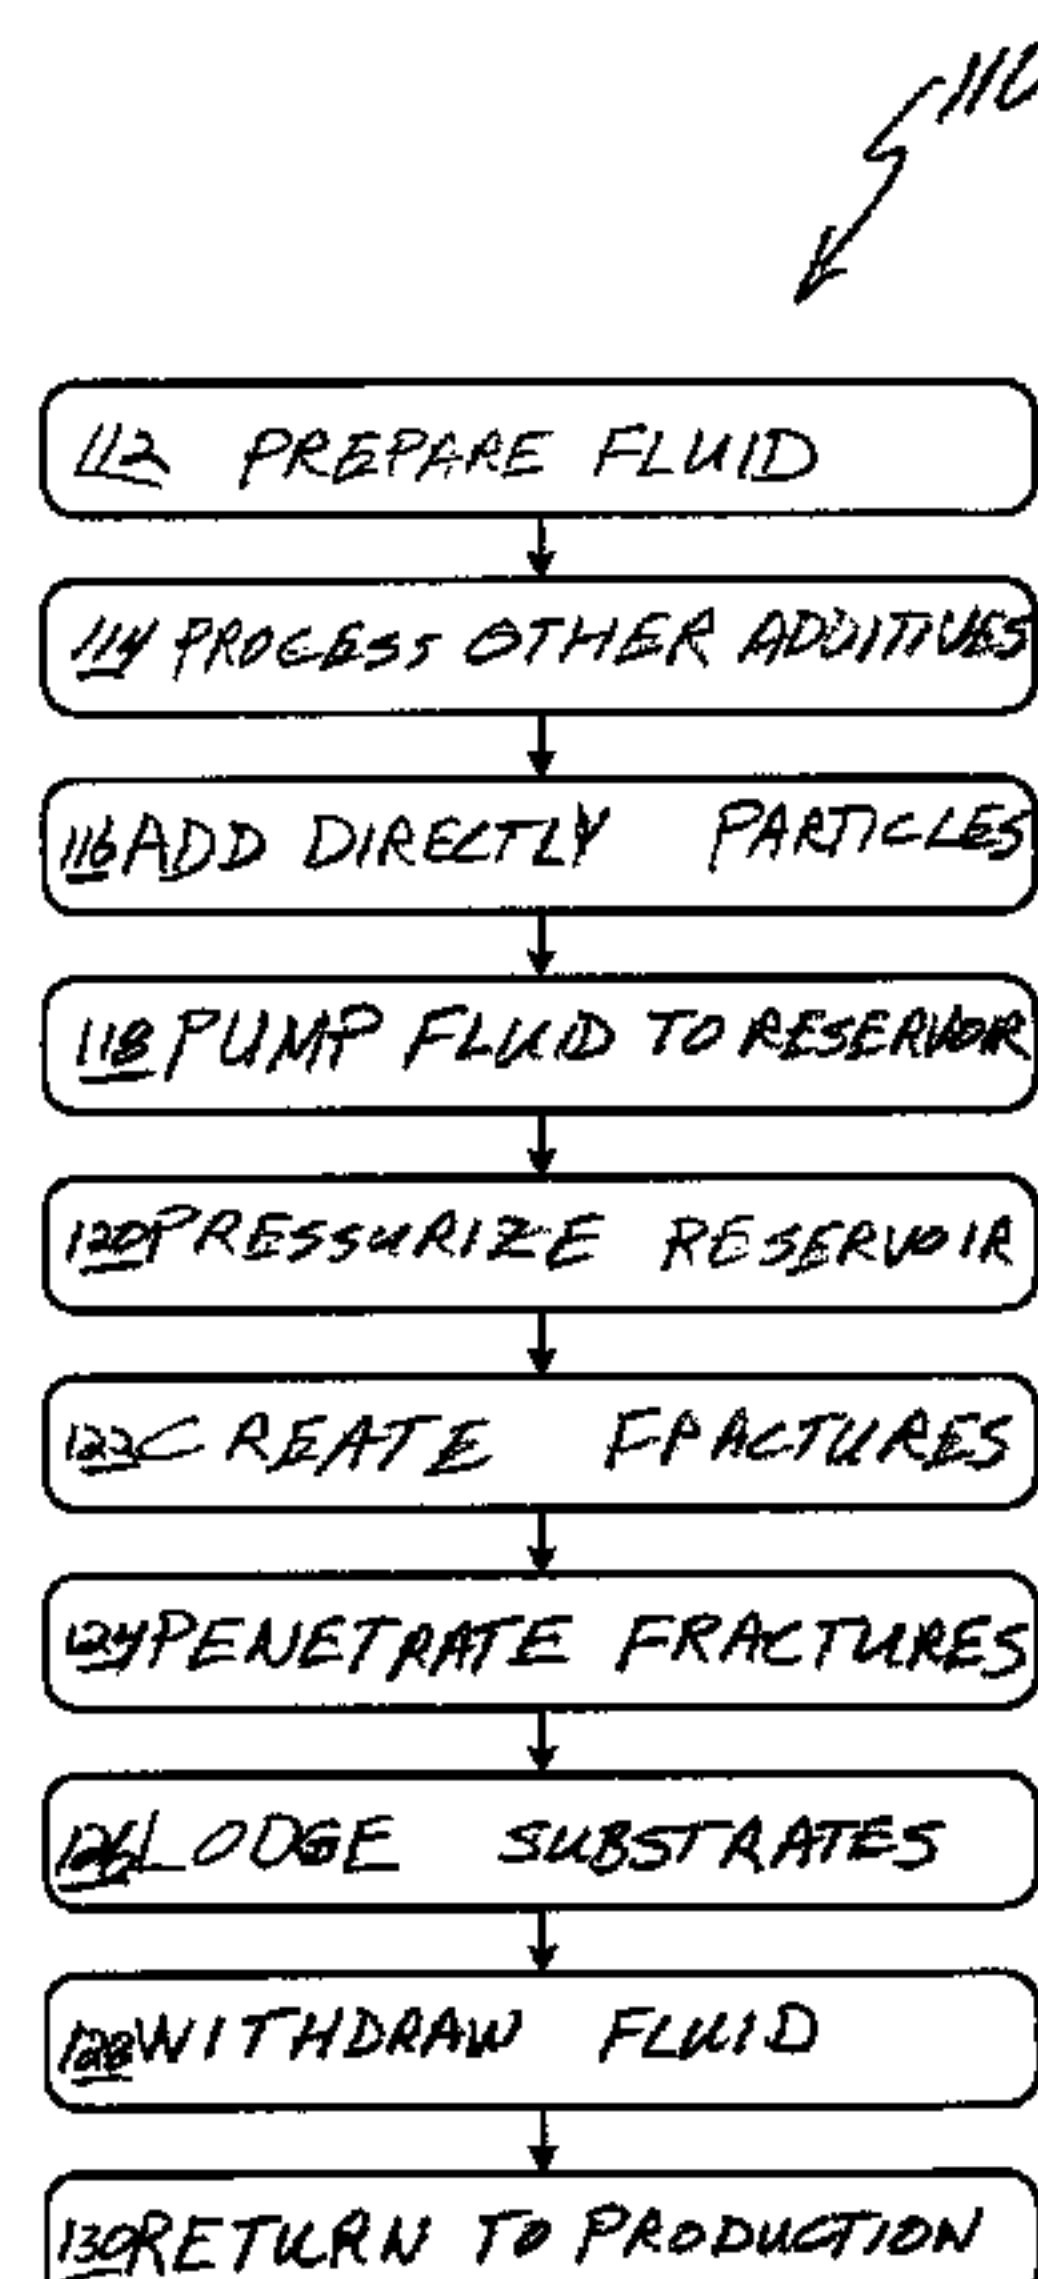 110
112 PREPARE FLUID
114 PROCESS OTHER ADDITIVES
116 ADD DIRECTLY PARTICLES
118 PUMP FLUID TO RESERVOIR
120 PRESSURIZE RESERVOIR
122 CREATE FRACTURES
124 PENETRATE FRACTURES
126 LODGE SUBSTRATES
128 WITHDRAW FLUID
130 RETURN TO PRODUCTION